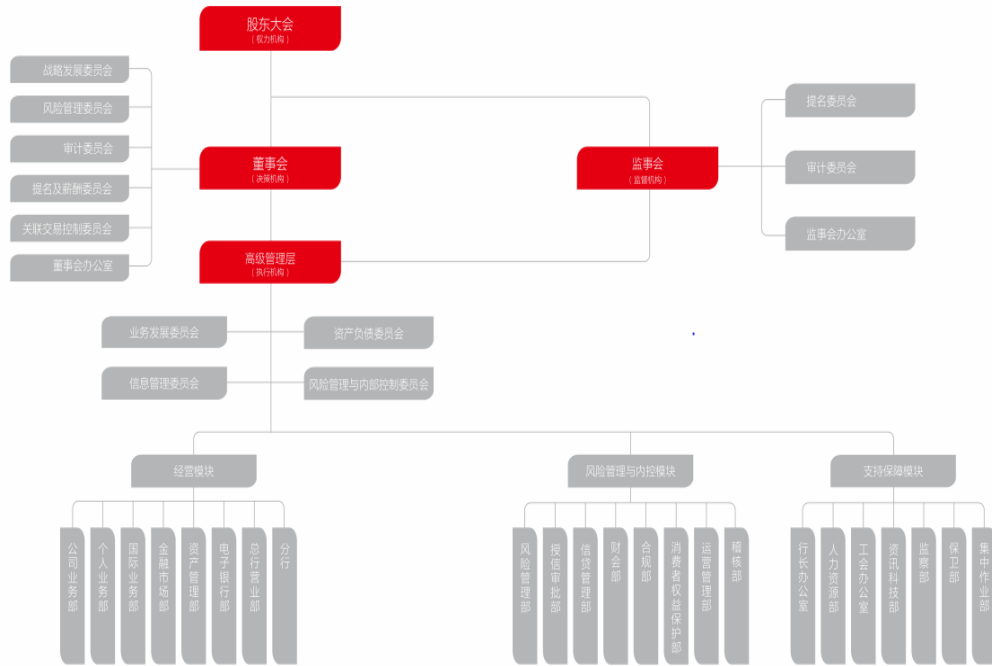 股东大会
（权力机构）
战略发展委员会
风险管理委员会
审计委员会
提名及薪酬委员会
关联交易控制委员会
董事会办公室
董事会
（决策机构）
监事会
（监督机构）
提名委员会
审计委员会
监事会办公室
高级管理层
（执行机构）
业务发展委员会
资产负债委员会
信息管理委员会
风险管理与内部控制委员会
经营模块
风险管理与内控模块
支持保障模块
公司业务部
个人业务部
国际业务部
金融市场部
资产管理部
电子银行部
总行营业部
分行
风险管理部
授信审批部
信贷管理部
财会部
合规部
消费者权益保护部
运营管理部
稽核部
行长办公室
人力资源部
工会办公室
资讯科技部
监察部
保卫部
集中作业部